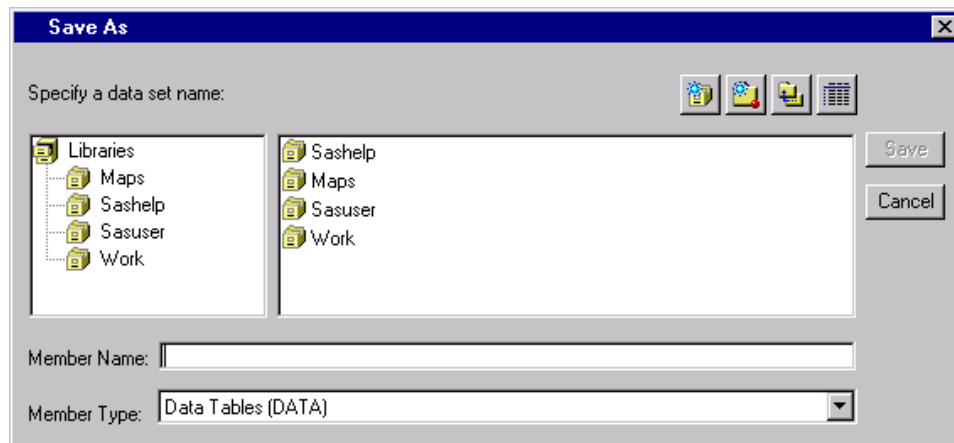 Save As
Specify a data set name:
Libraries
Maps
Sashelp
Sasuser
Work
Sashelp
Maps
Sasuser
Work
Save
Cancel
Member Name:
Member Type: Data Tables (DATA)